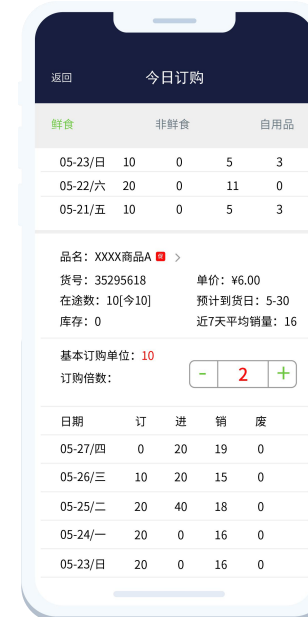 返回 今日订购
鲜食 非鲜食 自用品
05-23/日 10 0 5 3
05-22/六 20 0 11 0
05-21/五 10 0 5 3
品名：XXXX商品A >
货号：35295618 单价：¥6.00
在途数：10[今10] 预计到货日：5-30
库存：0 近7天平均销量：16
基本订购单位：10
订购倍数： - 2 +
日期 订 进 销 废
05-27/四 0 20 19 0
05-26/三 10 20 15 0
05-25/二 20 40 18 0
05-24/一 20 0 16 0
05-23/日 20 0 16 0